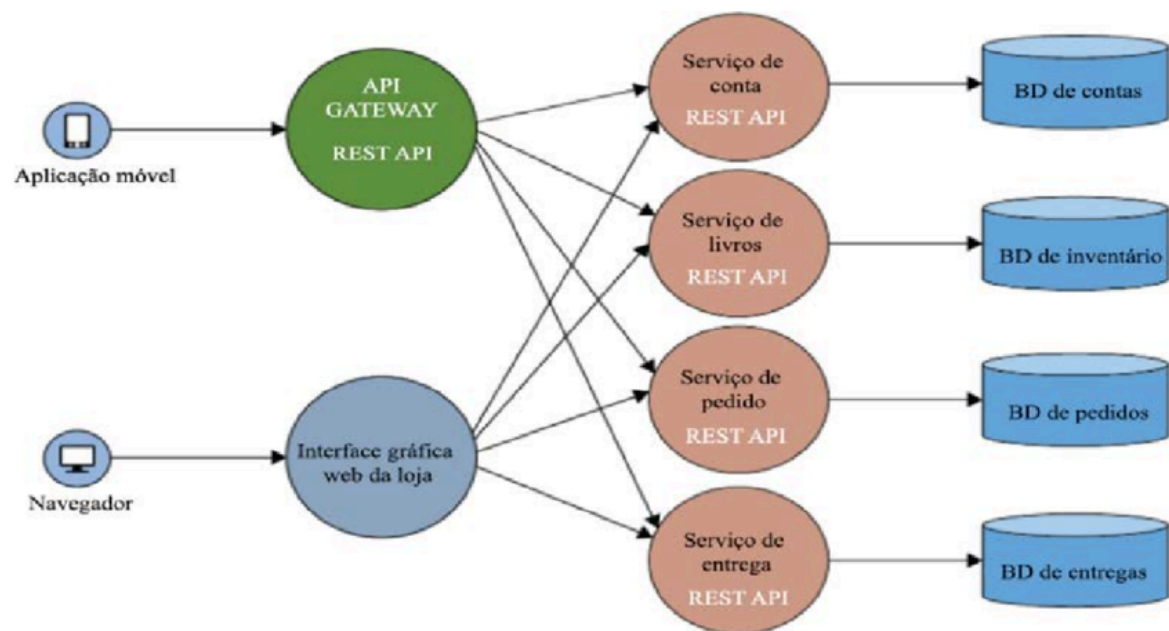 Aplicação móvel
API
GATEWAY
REST API
Serviço de
conta
REST API
BD de contas
Serviço de
livros
REST API
BD de inventário
Navegador
Interface gráfica
web da loja
Serviço de
pedido
REST API
BD de pedidos
Serviço de
entrega
REST API
BD de entregas